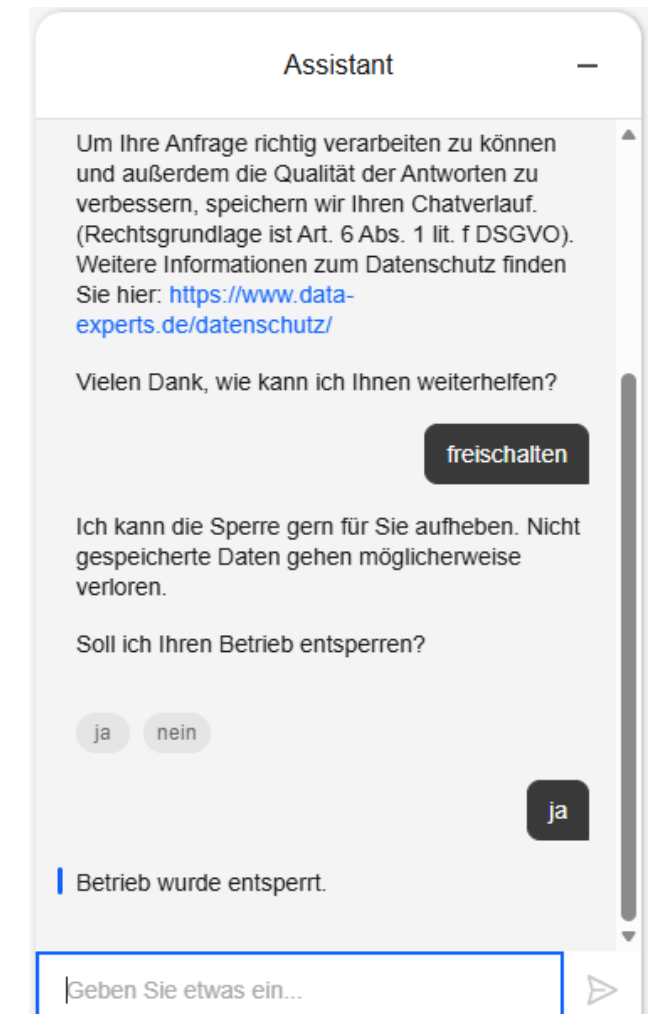 Assistant
Um Ihre Anfrage richtig verarbeiten zu können
und außerdem die Qualität der Antworten zu
verbessern, speichern wir Ihren Chatverlauf.
(Rechtsgrundlage ist Art. 6 Abs. 1 lit. f DSGVO).
Weitere Informationen zum Datenschutz finden
Sie hier: https://www.data-
experts.de/datenschutz/
Vielen Dank, wie kann ich Ihnen weiterhelfen?
freischalten
Ich kann die Sperre gern für Sie aufheben. Nicht
gespeicherte Daten gehen möglicherweise
verloren.
Soll ich Ihren Betrieb entsperren?
ja nein
ja
Betrieb wurde entsperrt.
Geben Sie etwas ein...